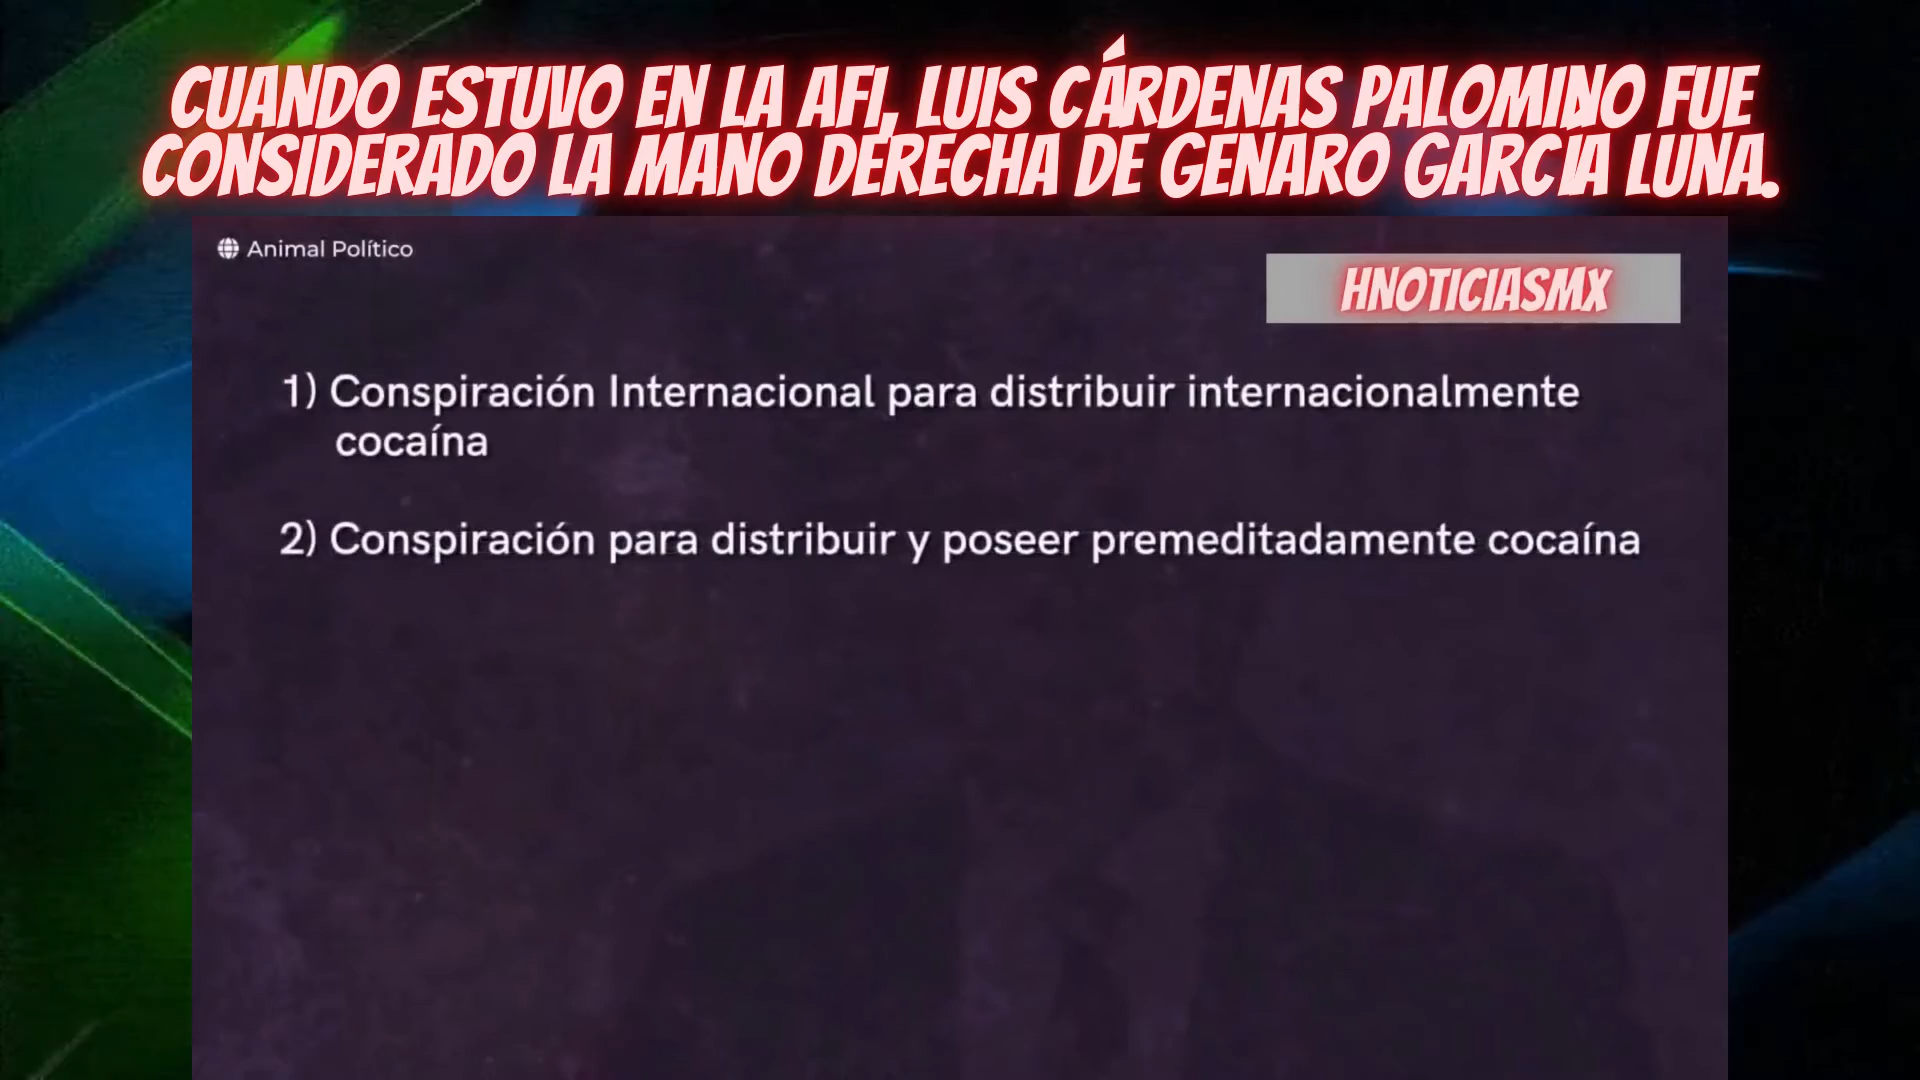 CUANDO ESTUVO EN LA AFI, LUIS CÁRDENAS PALOMINO FUE
CONSIDERADO LA MANO DERECHA DE GENARO GARCÍA LUNA.
Animal Político
HNOTICIASMX
1) Conspiración Internacional para distribuir internacionalmente
cocaína
2) Conspiración para distribuir y poseer premeditadamente cocaína